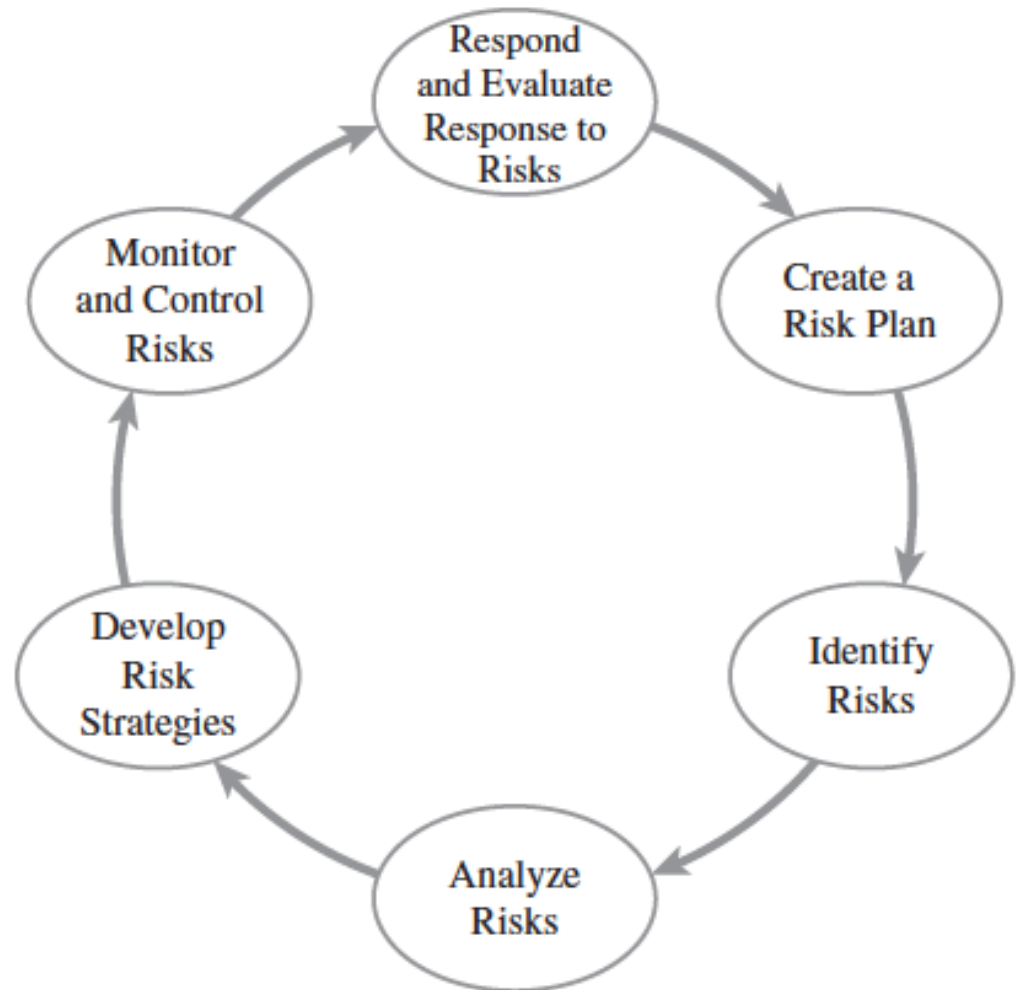 Respond
and Evaluate
Response to
Risks
Create a
Risk Plan
Identify
Risks
Analyze
Risks
Develop
Risk
Strategies
Monitor
and Control
Risks